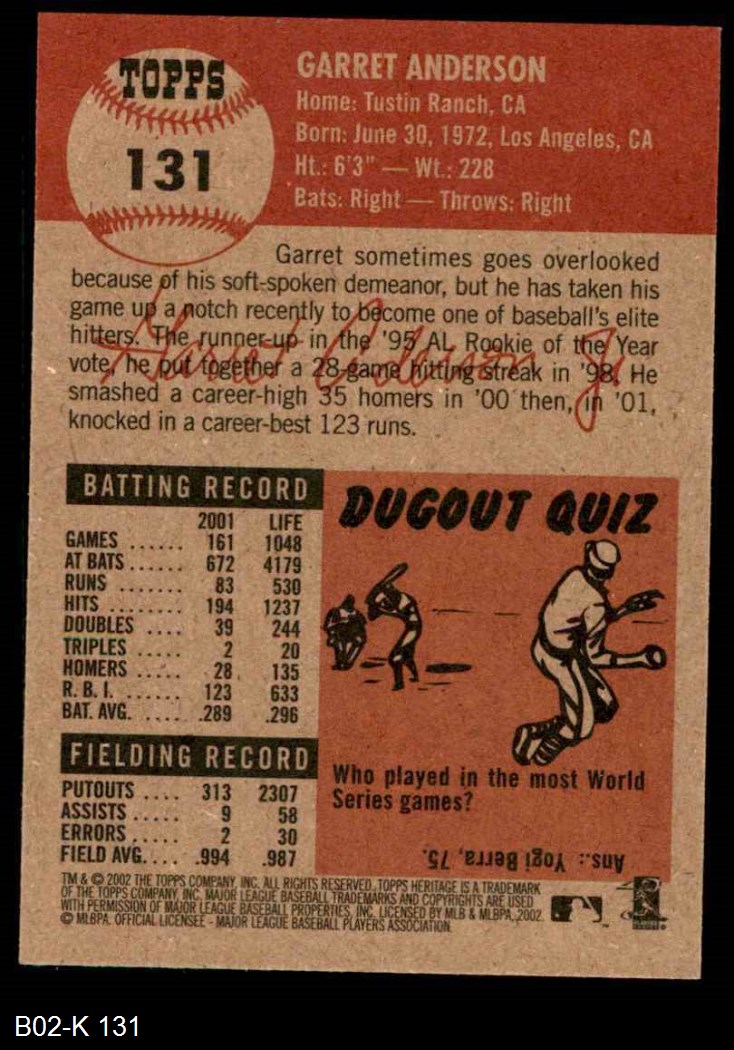 TOPPS
131
GARRET ANDERSON
Home: Tustin Ranch, CA
Born: June 30, 1972, Los Angeles, CA
Ht.: 6'3" — Wt.: 228
Bats: Right — Throws: Right
Garret sometimes goes overlooked
because of his soft-spoken demeanor, but he has taken his
game up a notch recently to become one of baseball's elite
hitters. The runner-up in the '95 AL Rookie of the Year
vote, he put together a 28-game hitting streak in '98. He
smashed a career-high 35 homers in '00 then, in '01,
knocked in a career-best 123 runs.
Garret Anderson Jr
BATTING RECORD
2001 LIFE
GAMES ...... 161 1048
AT BATS ...... 672 4179
RUNS ....... 83 530
HITS ........ 194 1237
DOUBLES .... 39 244
TRIPLES ..... 2 20
HOMERS ..... 28 135
R. B. I. ...... 123 633
BAT. AVG. ..... .289 .296
FIELDING RECORD
PUTOUTS .... 313 2307
ASSISTS ..... 9 58
ERRORS ..... 2 30
FIELD AVG.... .994 .987
DUGOUT QUIZ
Who played in the most World
Series games?
Ans.: Yogi Berra, 75.
TM & © 2002 THE TOPPS COMPANY, INC. ALL RIGHTS RESERVED. TOPPS HERITAGE IS A TRADEMARK
OF THE TOPPS COMPANY, INC. MAJOR LEAGUE BASEBALL TRADEMARKS AND COPYRIGHTS ARE USED
WITH PERMISSION OF MAJOR LEAGUE BASEBALL PROPERTIES, INC. LICENSED BY MLB & MLBPA, 2002.
© MLBPA. OFFICIAL LICENSEE - MAJOR LEAGUE BASEBALL PLAYERS ASSOCIATION
B02-K 131